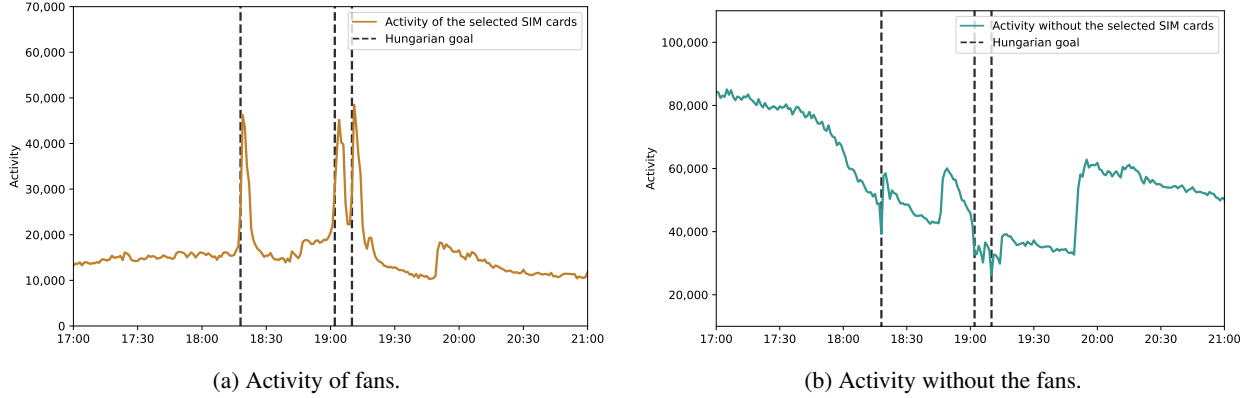 70,000
60,000
50,000
40,000
30,000
20,000
10,000
0
Activity
Activity of the selected SIM cards
Hungarian goal
17:00 17:30 18:00 18:30 19:00 19:30 20:00 20:30 21:00
(a) Activity of fans.
100,000
80,000
60,000
40,000
20,000
Activity
Activity without the selected SIM cards
Hungarian goal
17:00 17:30 18:00 18:30 19:00 19:30 20:00 20:30 21:00
(b) Activity without the fans.